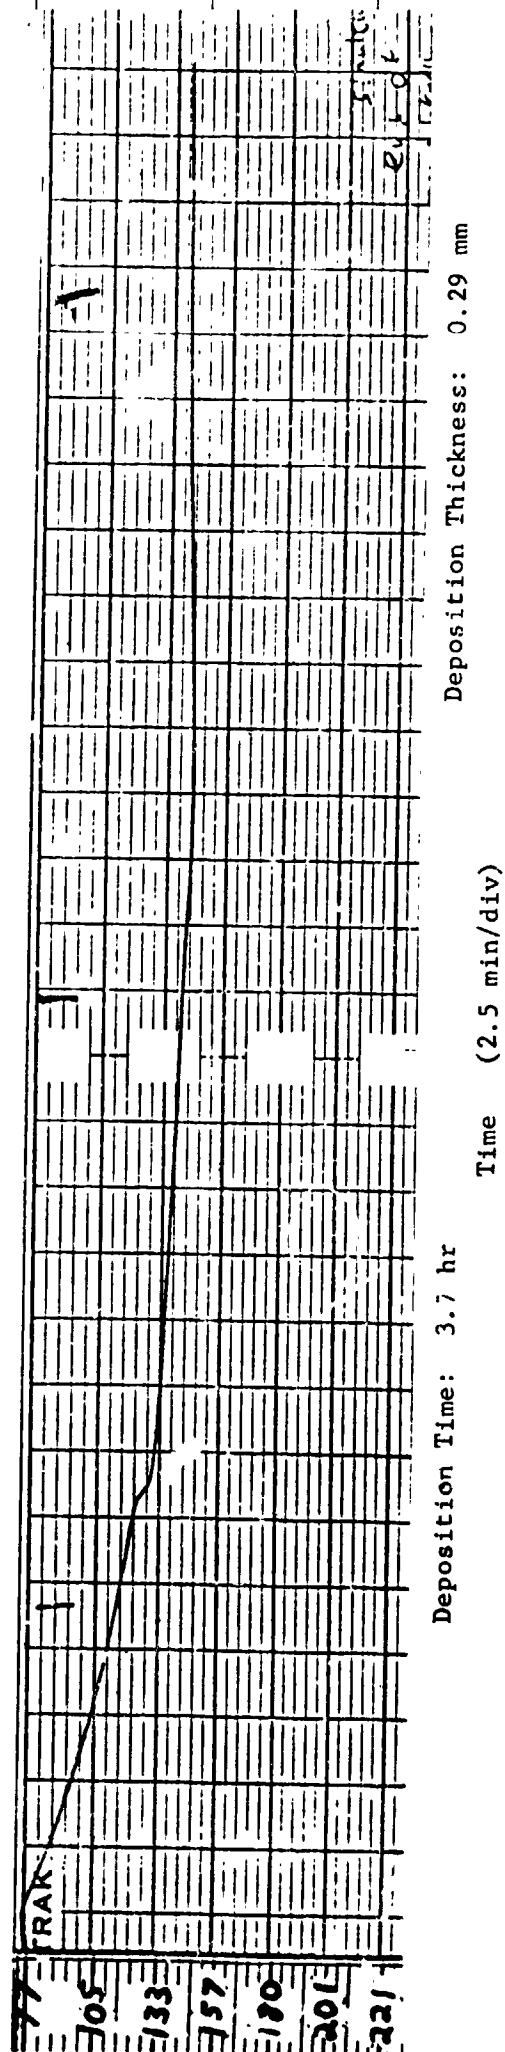 77
105
133
157
180
201
221
TRAK
Deposition Time: 3.7 hr
Deposition Thickness: 0.29 mm
Time (2.5 min/div)